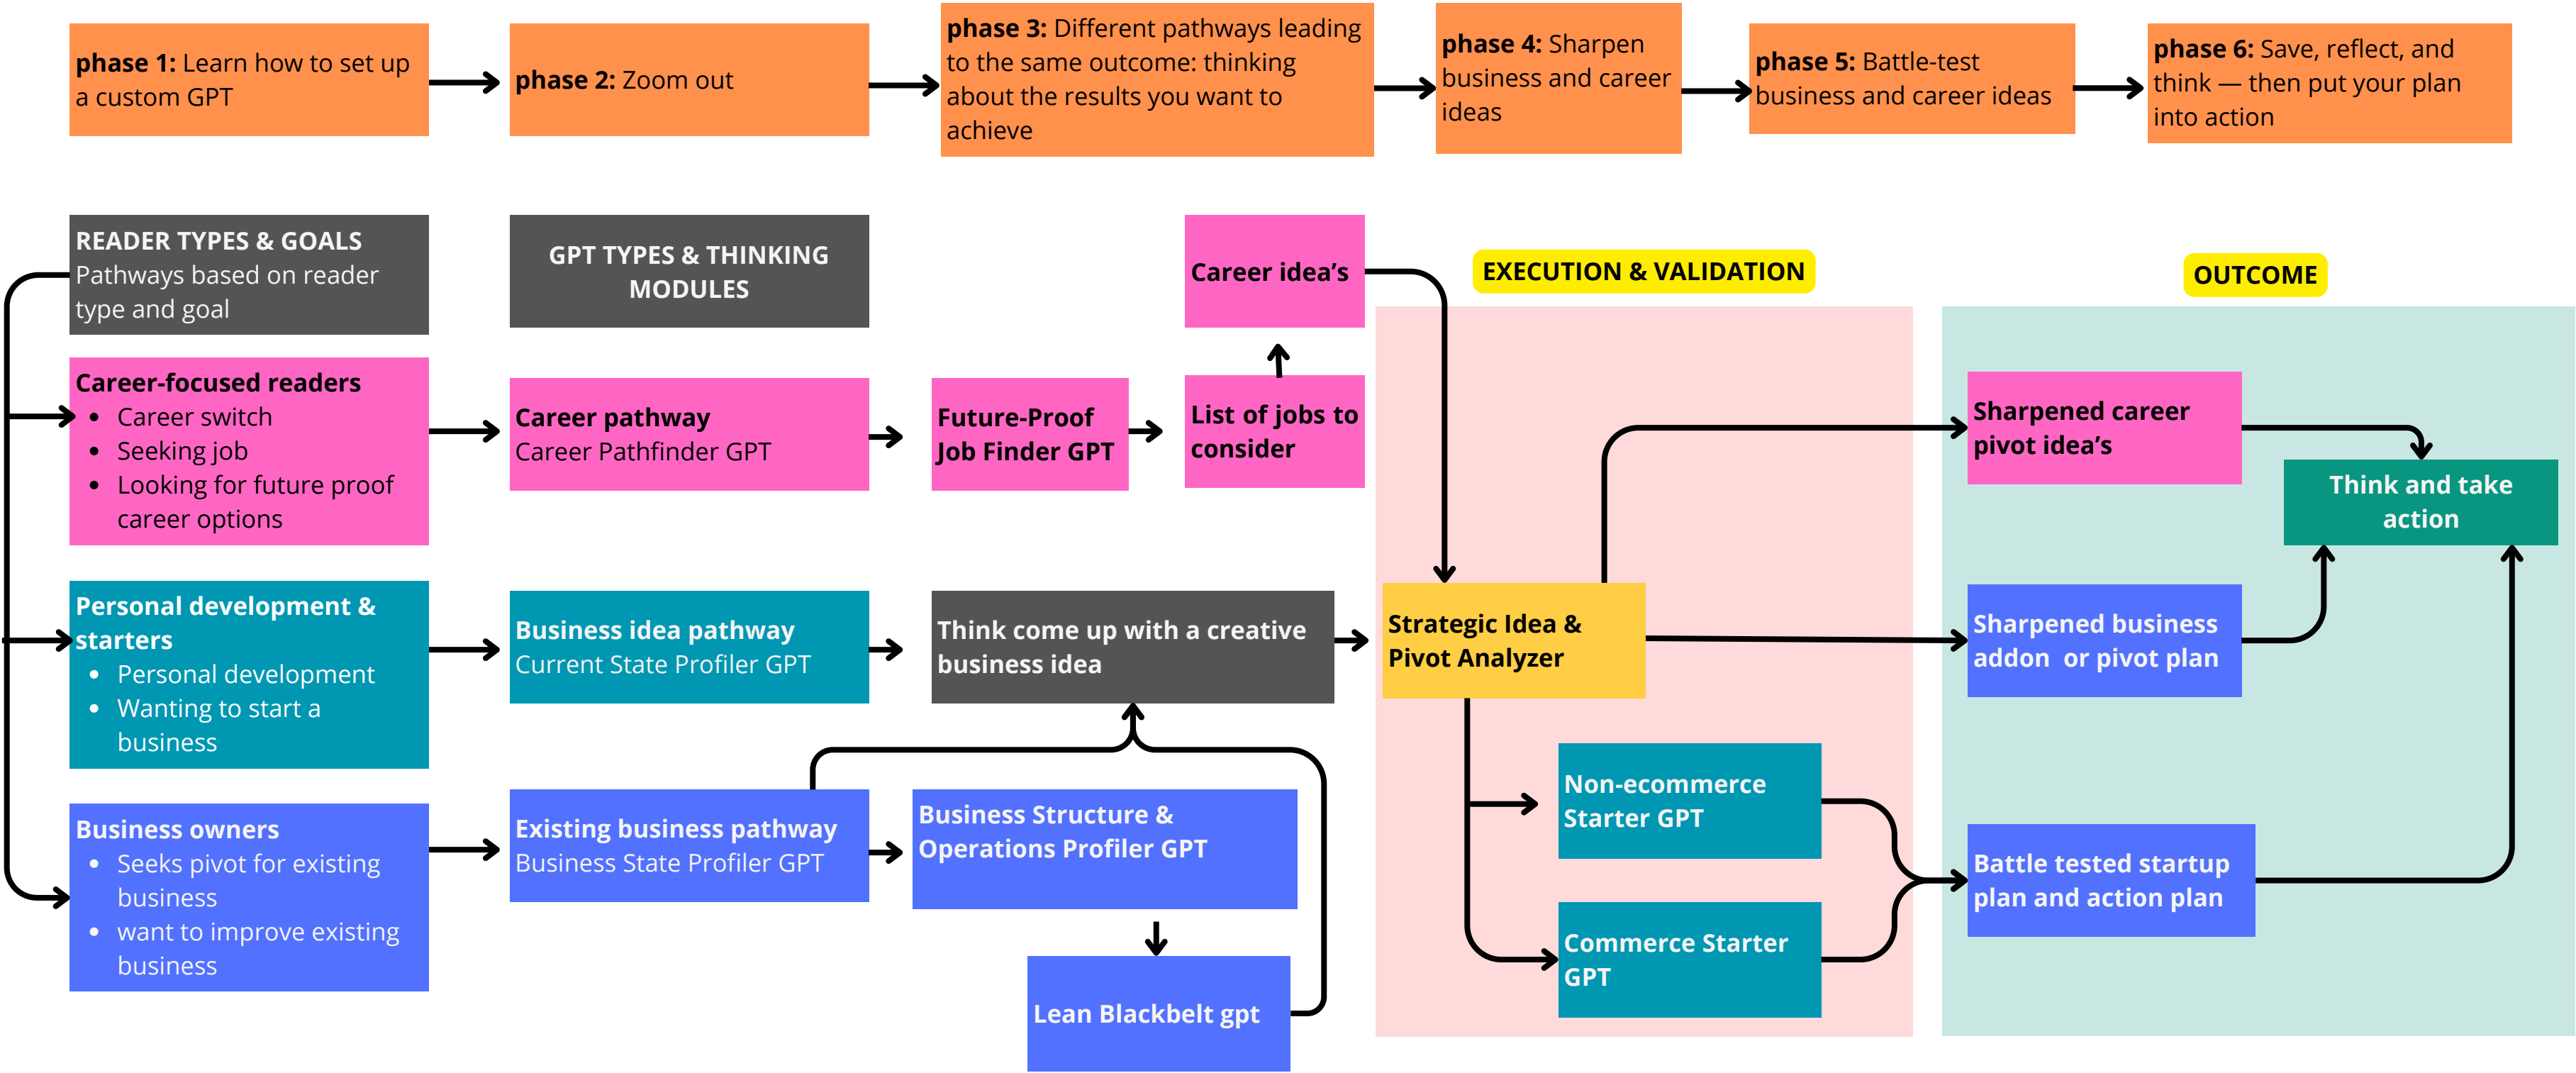 phase 1: Learn how to set up
a custom GPT
phase 2: Zoom out
phase 3: Different pathways leading
to the same outcome: thinking
about the results you want to
achieve
phase 4: Sharpen
business and career
ideas
phase 5: Battle-test
business and career ideas
phase 6: Save, reflect, and
think — then put your plan
into action
READER TYPES & GOALS
Pathways based on reader
type and goal
GPT TYPES & THINKING
MODULES
Career idea’s
EXECUTION & VALIDATION
OUTCOME
Career-focused readers
• Career switch
• Seeking job
• Looking for future proof
career options
Career pathway
Career Pathfinder GPT
Future-Proof
Job Finder GPT
List of jobs to
consider
Sharpened career
pivot idea’s
Think and take
action
Personal development &
starters
• Personal development
• Wanting to start a
business
Business idea pathway
Current State Profiler GPT
Think come up with a creative
business idea
Strategic Idea &
Pivot Analyzer
Sharpened business
addon  or pivot plan
Business owners
• Seeks pivot for existing
business
• want to improve existing
business
Existing business pathway
Business State Profiler GPT
Business Structure &
Operations Profiler GPT
Lean Blackbelt gpt
Non-ecommerce
Starter GPT
Commerce Starter
GPT
Battle tested startup
plan and action plan